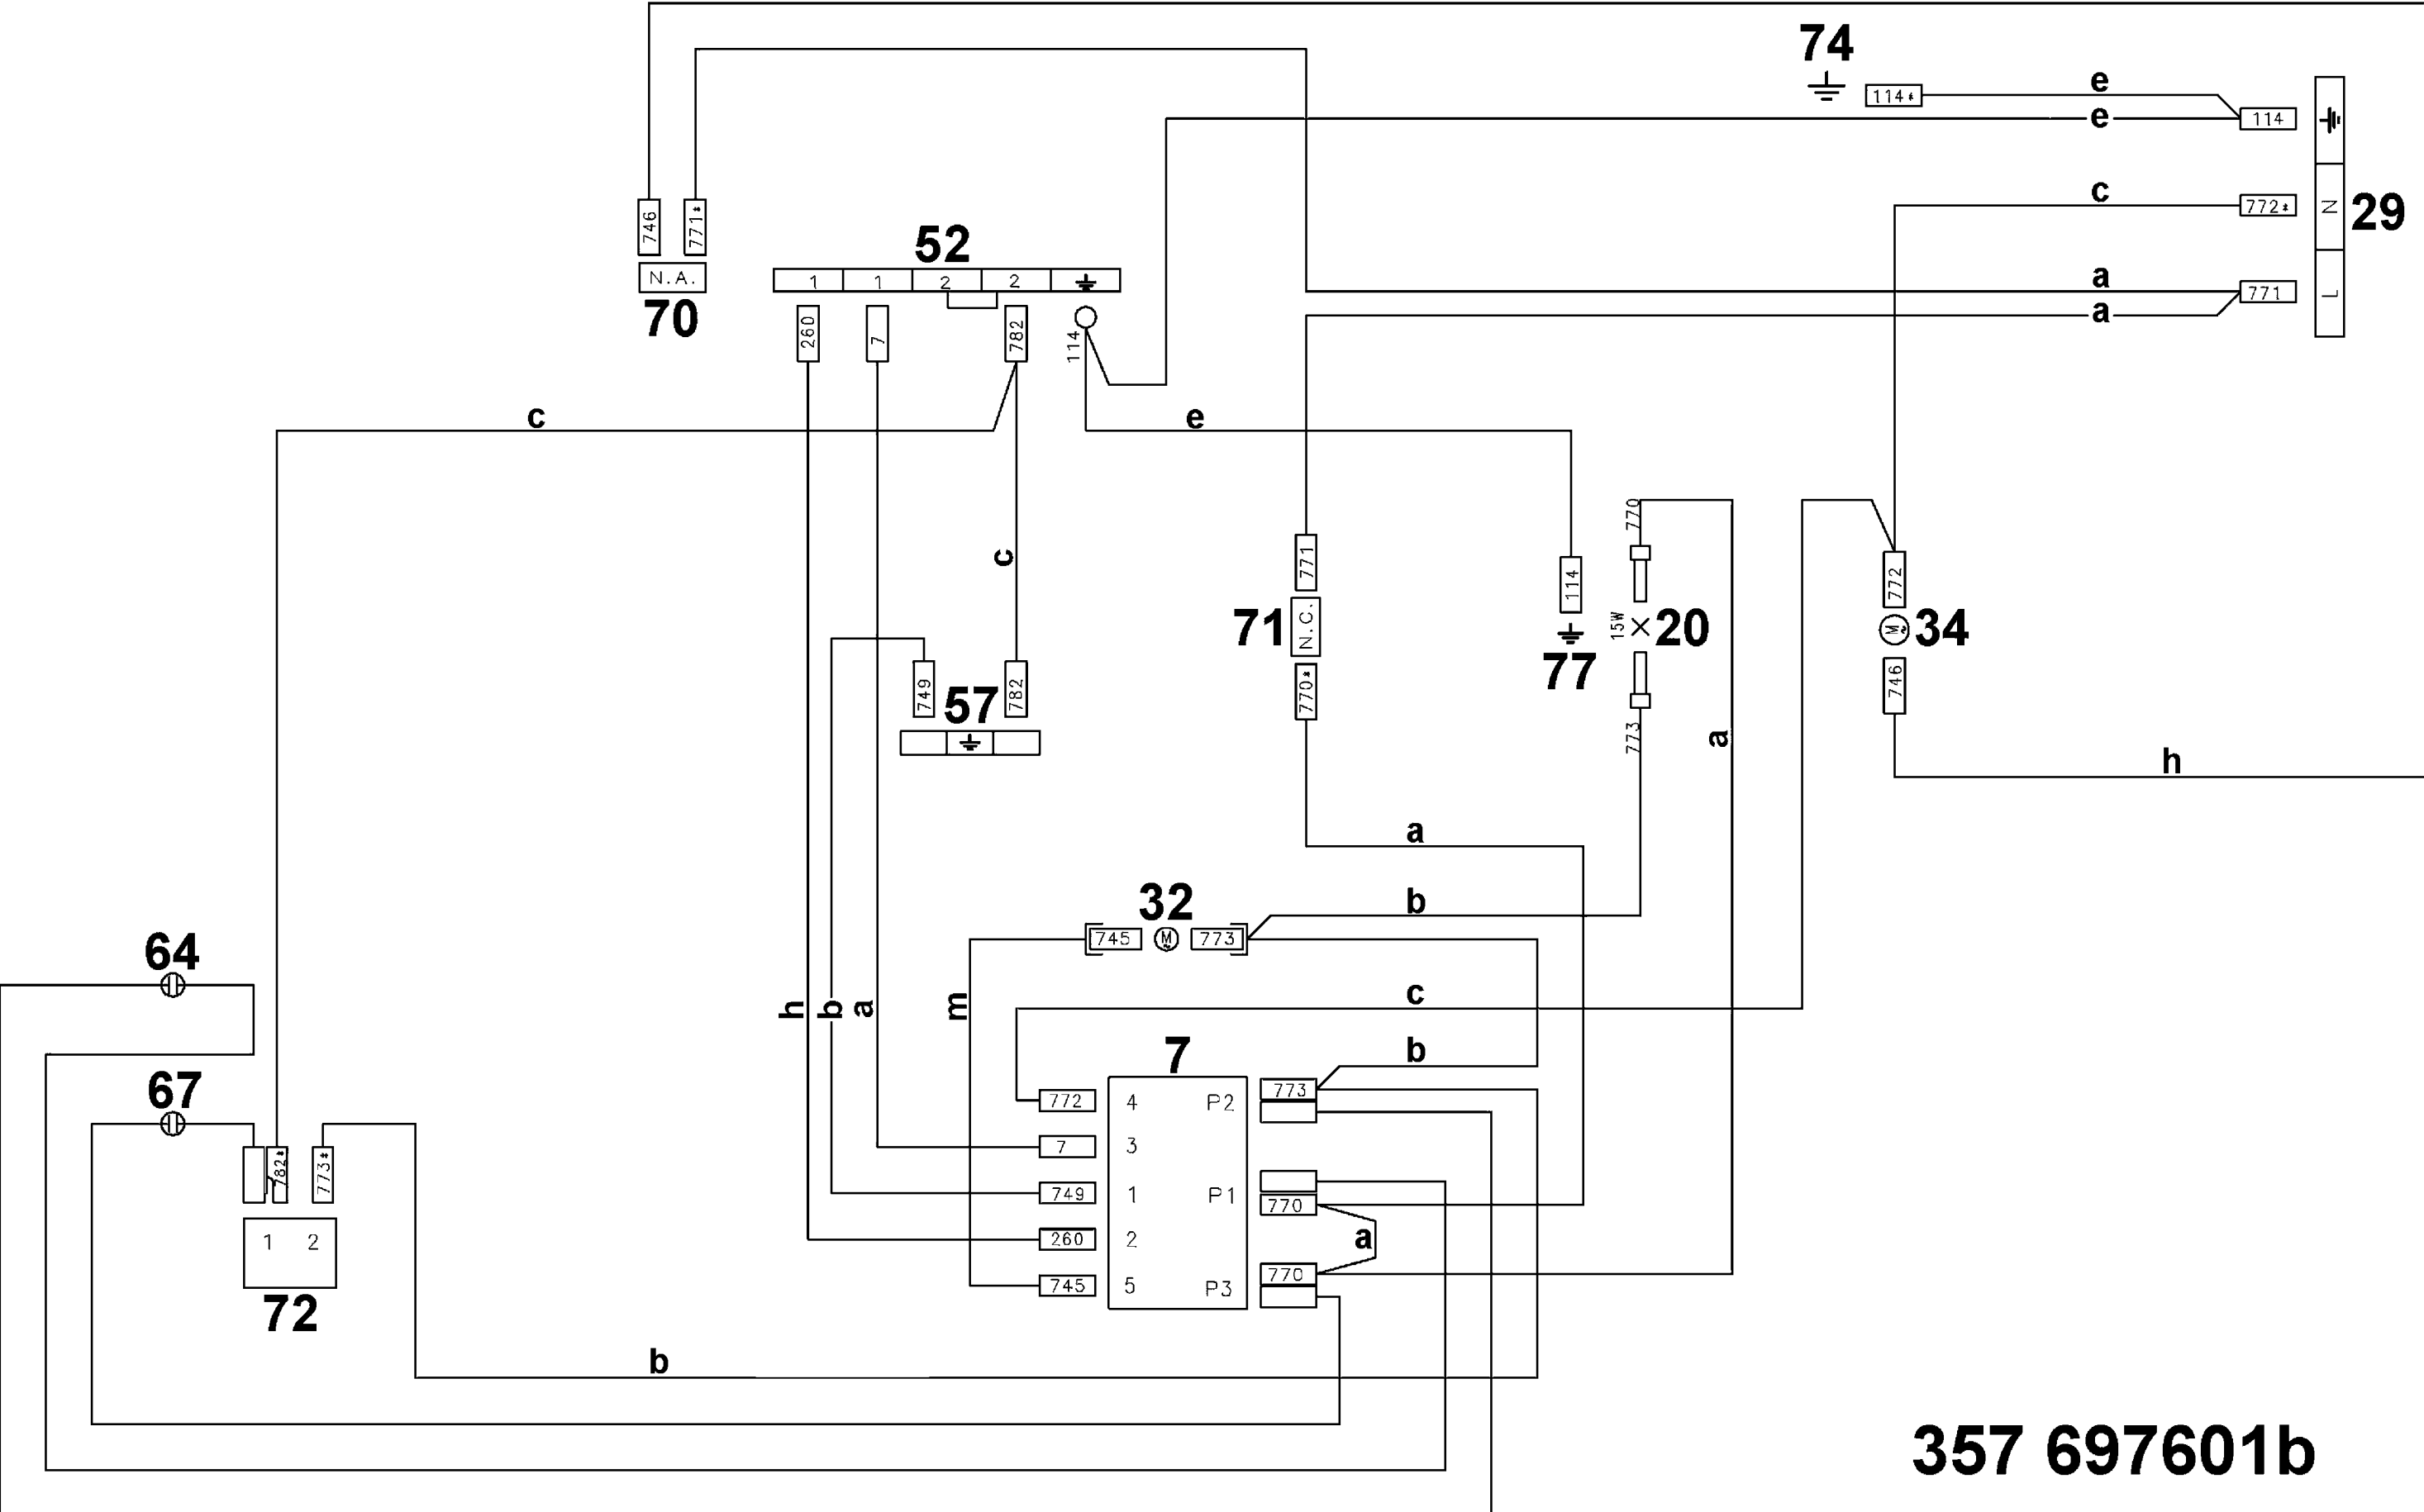 74
e
114*
e
114
c
746
771*
772*
N
29
52
N.A.
a
1
1
2
2
771
L
70
a
260
7
782
114
c
e
770
c
771
114
772
71
N.C.
15W
20
M
34
77
749
57
782
770*
746
773
a
h
a
32
b
745
M
773
64
h
b
a
m
c
7
b
67
772
4
P2
773
7
3
782*
773*
749
1
P1
770
a
260
2
1
2
770
745
5
P3
72
b
357 697601b